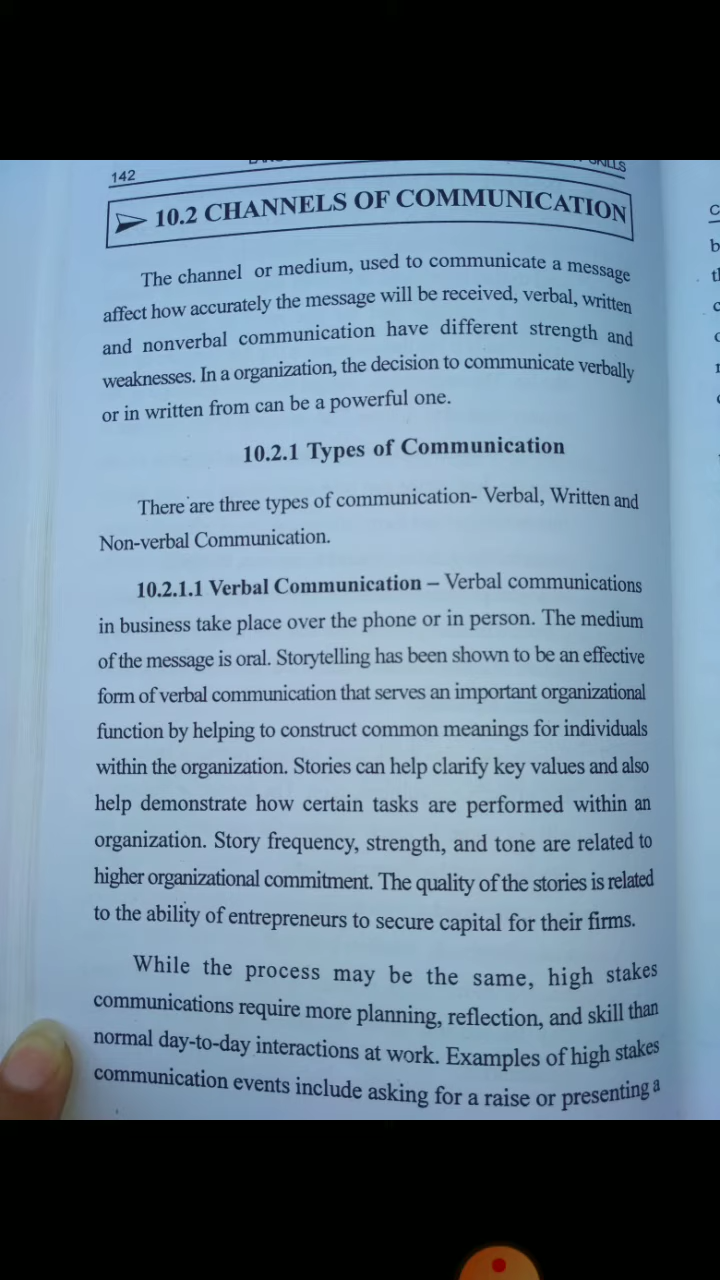 142
10.2 CHANNELS OF COMMUNICATION
The channel or medium, used to communicate a message
affect how accurately the message will be received, verbal, written
and nonverbal communication have different strength and
weaknesses. In a organization, the decision to communicate verbally
or in written from can be a powerful one.
10.2.1 Types of Communication
There are three types of communication- Verbal, Written and
Non-verbal Communication.
10.2.1.1 Verbal Communication – Verbal communications
in business take place over the phone or in person. The medium
of the message is oral. Storytelling has been shown to be an effective
form of verbal communication that serves an important organizational
function by helping to construct common meanings for individuals
within the organization. Stories can help clarify key values and also
help demonstrate how certain tasks are performed within an
organization. Story frequency, strength, and tone are related to
higher organizational commitment. The quality of the stories is related
to the ability of entrepreneurs to secure capital for their firms.
While the process may be the same, high stakes
communications require more planning, reflection, and skill than
normal day-to-day interactions at work. Examples of high stakes
communication events include asking for a raise or presenting a